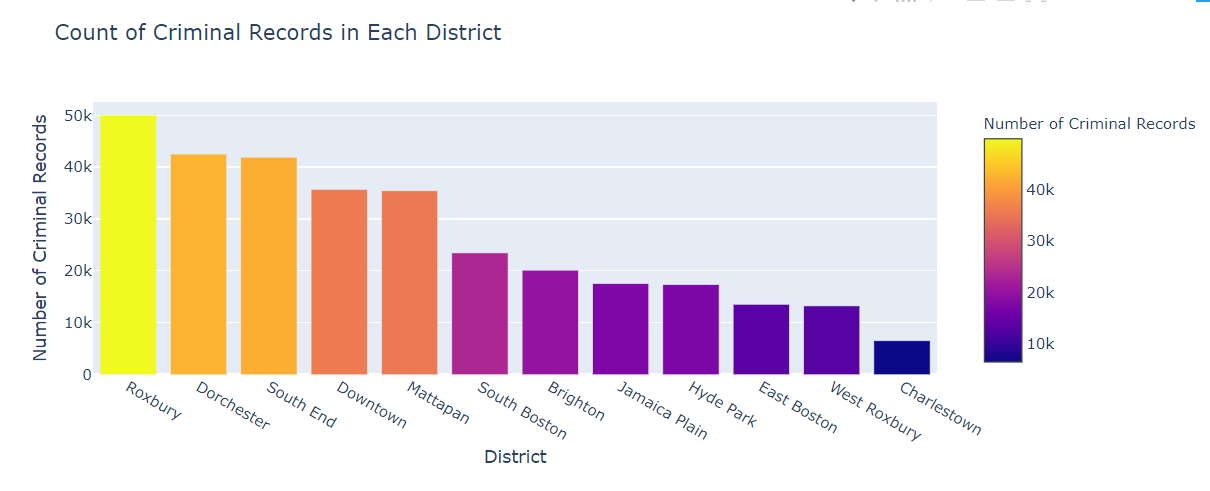 Count of Criminal Records in Each District
Number of Criminal Records
50k
40k
30k
20k
10k
0
Roxbury
Dorchester
South End
Downtown
Mattapan
South Boston
Brighton
Jamaica Plain
Hyde Park
East Boston
West Roxbury
Charlestown
District
Number of Criminal Records
40k
30k
20k
10k